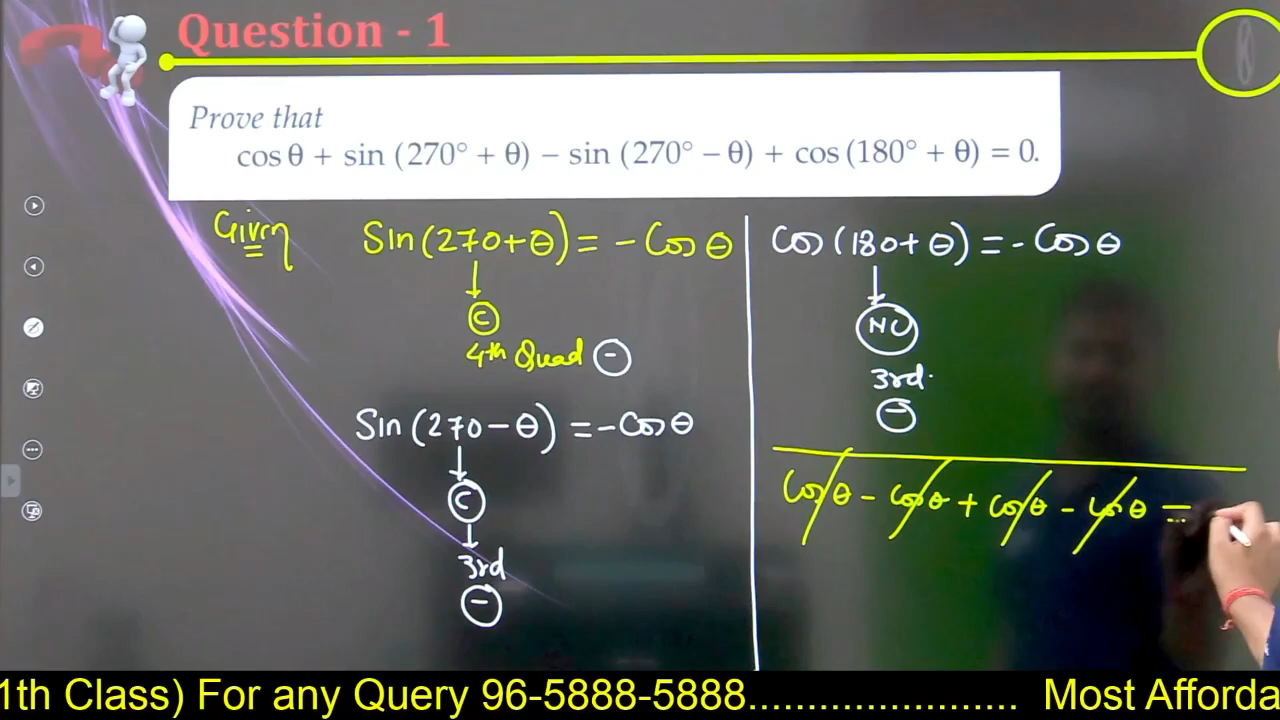 Question - 1
Prove that
cos θ + sin (270° + θ) – sin (270° – θ) + cos (180° + θ) = 0.
Given
Sin(270+θ) = - Cos θ
C
4th Quad -
Sin(270-θ) = -Cos θ
C
3rd
-
Cos(180+θ) = - Cos θ
NC
3rd.
-
Cos θ - cos θ + cos θ - cos θ =
1th Class) For any Query 96-5888-5888....................... Most Afforda